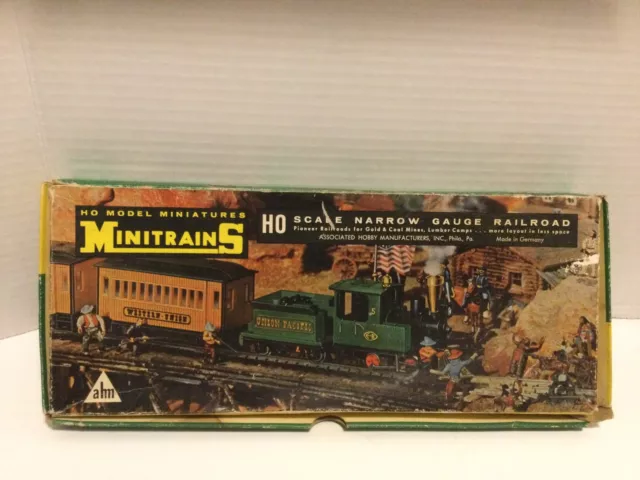 HO MODEL MINIATURES
MINITRAINS
HO SCALE NARROW GAUGE RAILROAD
Pioneer Railroads for Gold & Coal Mines, Lumber Camps . . . more layout in less space
ASSOCIATED HOBBY MANUFACTURERS, INC., Phila., Pa. Made in Germany
WESTERN UNION
UNION PACIFIC
ahm